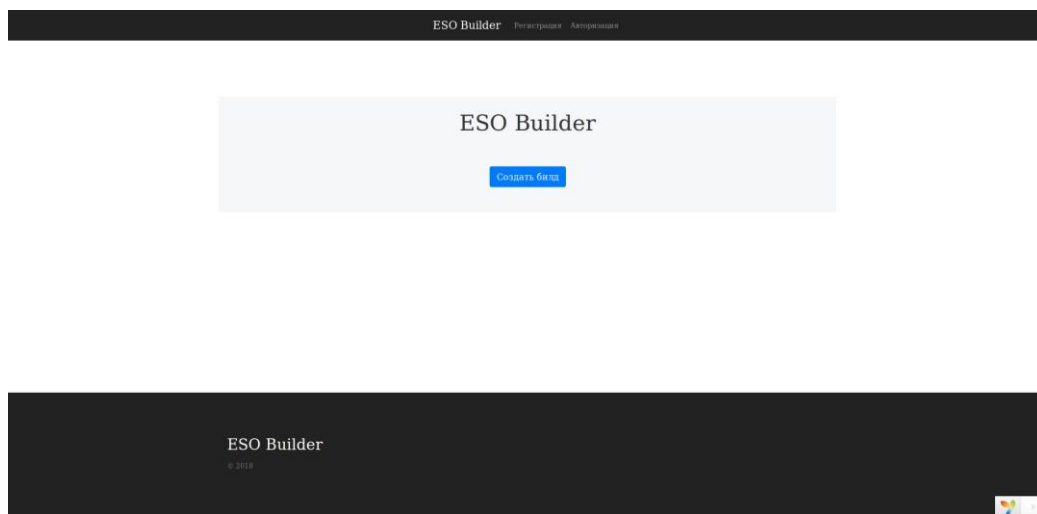 ESO Builder Регистрация Авторизация
ESO Builder
Создать билд
ESO Builder
© 2018